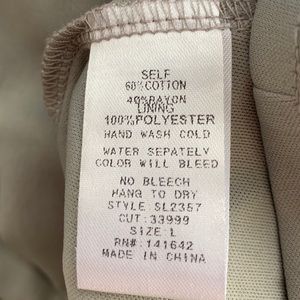 SELF
60%COTTON
40%RAYON
LINING
100%POLYESTER
HAND WASH COLD
WATER SEPATELY
COLOR WILL BLEED
NO BLEECH
HANG TO DRY
STYLE SL2357
CUT:33999
SIZE L
RN#: 141642
MADE IN CHINA